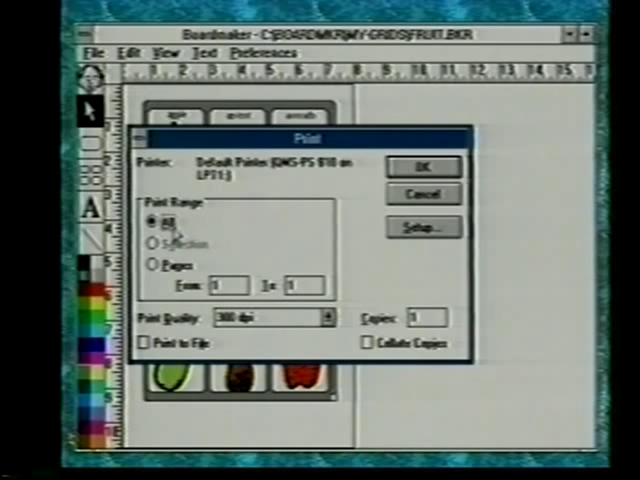 Boardmaker - C:\BOARDMKR\MY-GRIDS\FRUIT.BKR
File Edit View Text Preferences
1 2 3 4 5 6 7 8 9 10 11 12 13 14 15
apple apricot avocado
Print
Printer: Default Printer (QMS-PS 810 on
LPT1:)
OK
Cancel
Setup...
Print Range
All
Selection
Pages
From: 1 To: 1
Print Quality: 300 dpi
Copies: 1
Print to File
Collate Copies
A